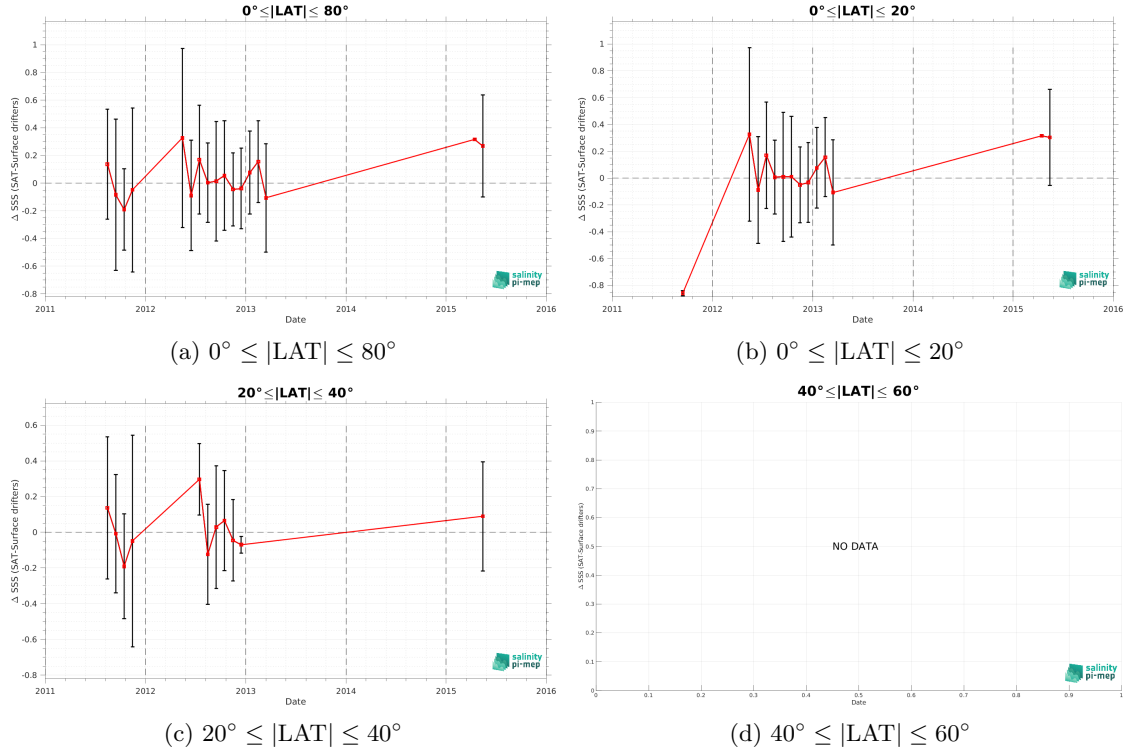 0°≤|LAT|≤ 80°
Δ SSS (SAT-Surface drifters)
1
0.8
0.6
0.4
0.2
0
-0.2
-0.4
-0.6
-0.8
2011 2012 2013 2014 2015 2016
Date
salinity
pi-mep
(a) 0° ≤ |LAT| ≤ 80°
0°≤|LAT|≤ 20°
Δ SSS (SAT-Surface drifters)
1
0.8
0.6
0.4
0.2
0
-0.2
-0.4
-0.6
-0.8
2011 2012 2013 2014 2015 2016
Date
salinity
pi-mep
(b) 0° ≤ |LAT| ≤ 20°
20°≤|LAT|≤ 40°
Δ SSS (SAT-Surface drifters)
0.6
0.4
0.2
0
-0.2
-0.4
-0.6
-0.8
2011 2012 2013 2014 2015 2016
Date
salinity
pi-mep
(c) 20° ≤ |LAT| ≤ 40°
40°≤|LAT|≤ 60°
Δ SSS (SAT-Surface drifters)
1
0.9
0.8
0.7
0.6
0.5
0.4
0.3
0.2
0.1
0
NO DATA
0 0.1 0.2 0.3 0.4 0.5 0.6 0.7 0.8 0.9 1
Date
salinity
pi-mep
(d) 40° ≤ |LAT| ≤ 60°